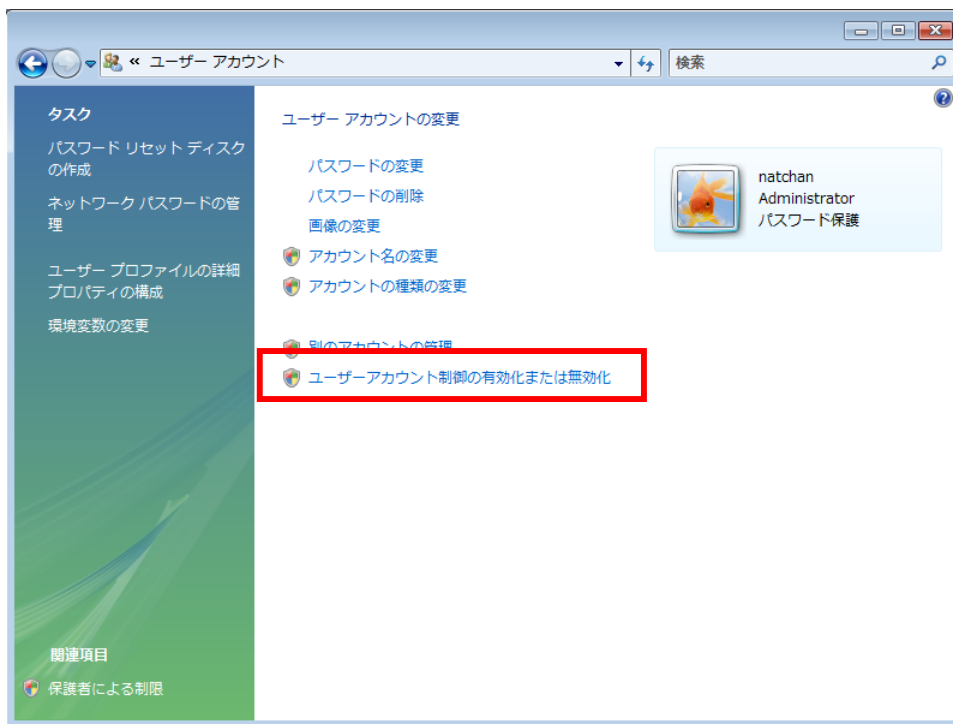 « ユーザー アカウント
検索
タスク
パスワード リセット ディスク
の作成
ネットワーク パスワードの管
理
ユーザー プロファイルの詳細
プロパティの構成
環境変数の変更
関連項目
保護者による制限
ユーザー アカウントの変更
パスワードの変更
パスワードの削除
画像の変更
アカウント名の変更
アカウントの種類の変更
別のアカウントの管理
ユーザーアカウント制御の有効化または無効化
natchan
Administrator
パスワード保護